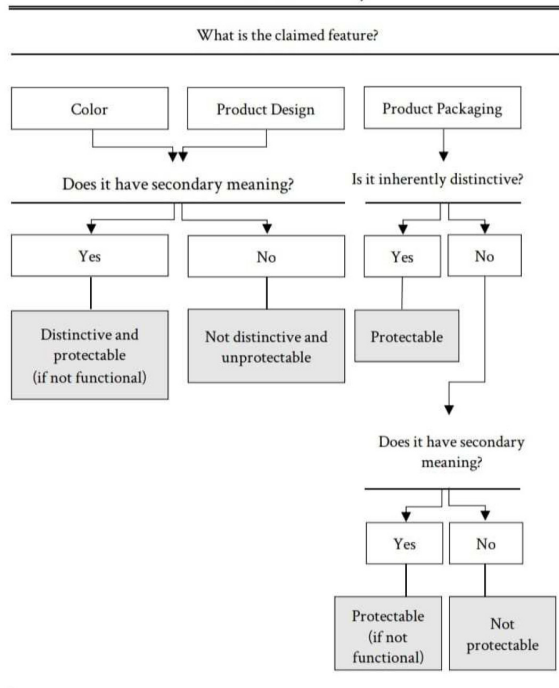 What is the claimed feature?
Color
Product Design
Product Packaging
Does it have secondary meaning?
Is it inherently distinctive?
Yes
No
Yes
No
Distinctive and
protectable
(if not functional)
Not distinctive and
unprotectable
Protectable
Does it have secondary
meaning?
Yes
No
Protectable
(if not
functional)
Not
protectable